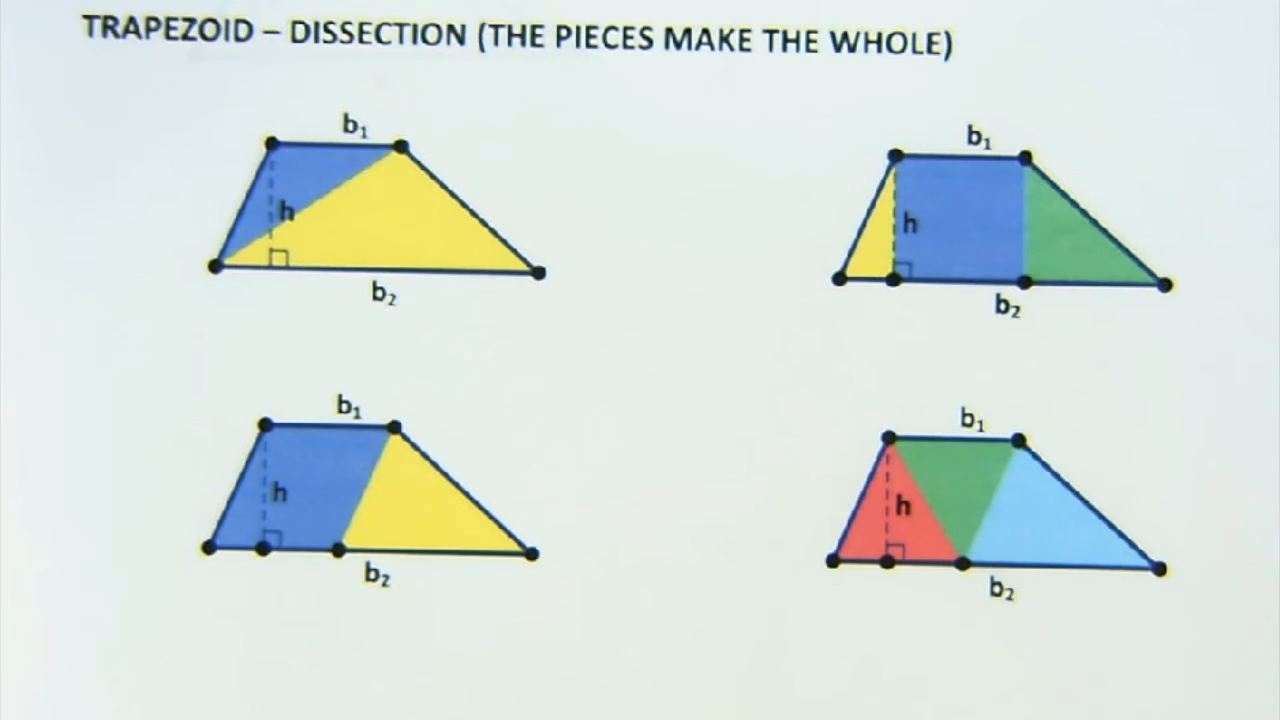 TRAPEZOID – DISSECTION (THE PIECES MAKE THE WHOLE)
b₁
h
b₂
b₁
h
b₂
b₁
h
b₂
b₁
h
b₂